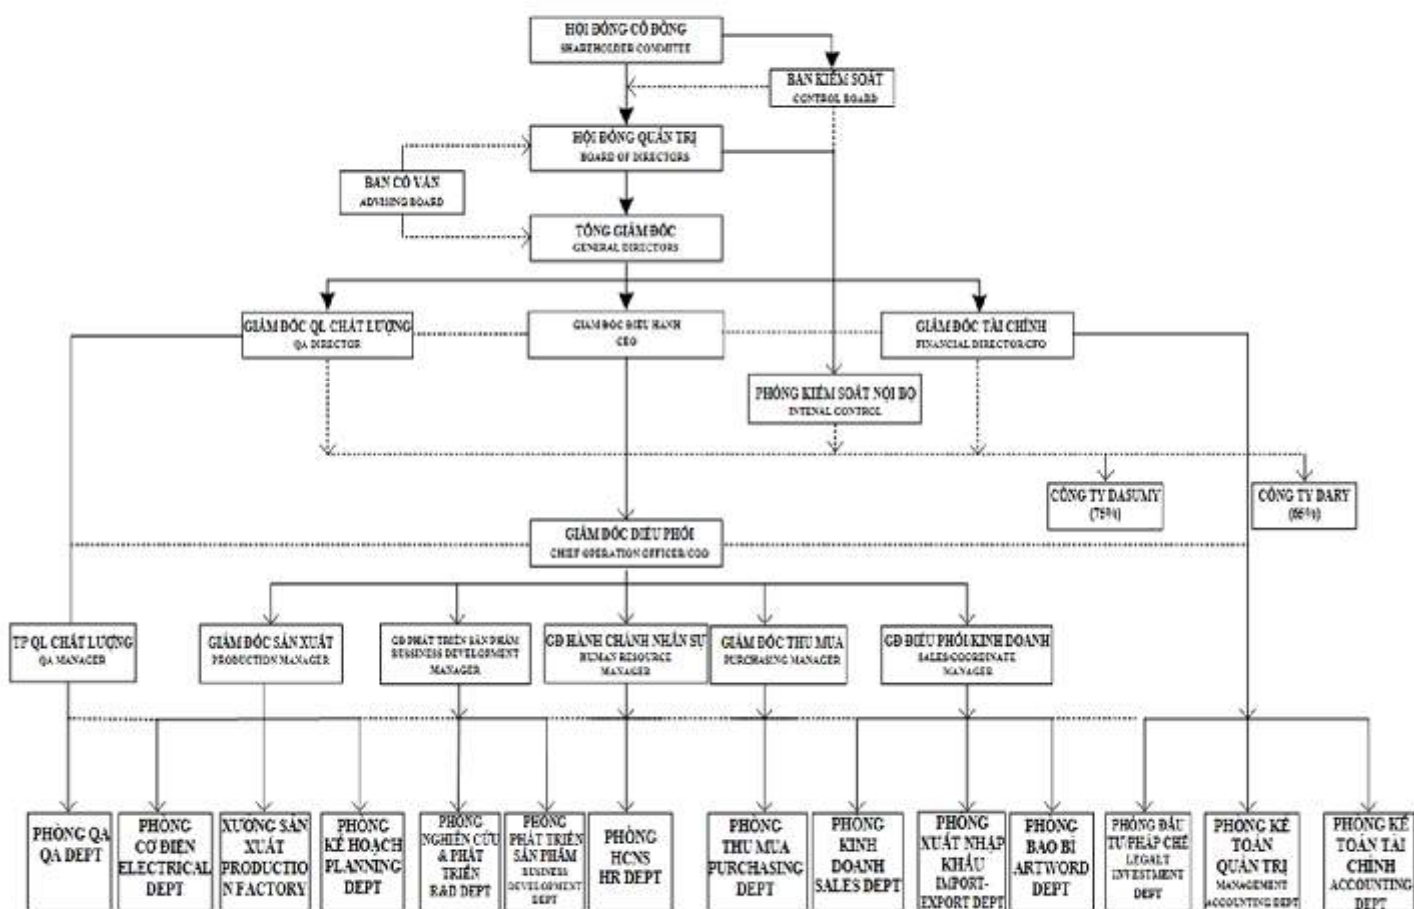 HỘI ĐỒNG CỔ ĐÔNG
SHAREHOLDER COMMITEE
BAN KIỂM SOÁT
CONTROL BOARD
HỘI ĐỒNG QUẢN TRỊ
BOARD OF DIRECTORS
BAN CỐ VẤN
ADVISING BOARD
TỔNG GIÁM ĐỐC
GENERAL DIRECTORS
GIÁM ĐỐC QL CHẤT LƯỢNG
QA DIRECTOR
GIÁM ĐỐC ĐIỀU HÀNH
CEO
GIÁM ĐỐC TÀI CHÍNH
FINANCIAL DIRECTOR/CFO
PHÒNG KIỂM SOÁT NỘI BỘ
INTENAL CONTROL
CÔNG TY DASUMY
(75%)
CÔNG TY DARY
(66%)
GIÁM ĐỐC ĐIỀU PHỐI
CHIEF OPERATION OFFICER/COO
TP QL CHẤT LƯỢNG
QA MANAGER
GIÁM ĐỐC SẢN XUẤT
PRODUCTION MANAGER
GĐ PHÁT TRIỂN SẢN PHẨM
BUSSINESS DEVELOPMENT
MANAGER
GĐ HÀNH CHÁNH NHÂN SỰ
HUMAN RESOURCE
MANAGER
GIÁM ĐỐC THU MUA
PURCHASING MANAGER
GĐ ĐIỀU PHỐI KINH DOANH
SALES/COORDINATE
MANAGER
PHÒNG QA
QA DEPT
PHÒNG
CƠ ĐIỆN
ELECTRICAL
DEPT
XƯỞNG SẢN
XUẤT
PRODUCTIO
N FACTORY
PHÒNG
KẾ HOẠCH
PLANNING
DEPT
PHÒNG
NGHIÊN CỨU
& PHÁT
TRIỂN
R&D DEPT
PHÒNG
PHÁT TRIỂN
SẢN PHẨM
BUSINESS
DEVELOPMENT
DEPT
PHÒNG
HCNS
HR DEPT
PHÒNG
THU MUA
PURCHASING
DEPT
PHÒNG
KINH
DOANH
SALES DEPT
PHÒNG
XUẤT NHẬP
KHẨU
IMPORT-
EXPORT DEPT
PHÒNG
BAO BÌ
ARTWORD
DEPT
PHÒNG ĐẦU
TƯ/PHÁP CHẾ
LEGALT
INVESTMENT
DEPT
PHÒNG KẾ
TOÁN
QUẢN TRỊ
MANAGEMENT
ACCOUNTING DEPT
PHÒNG KẾ
TOÁN TÀI
CHÍNH
ACCOUNTING
DEPT